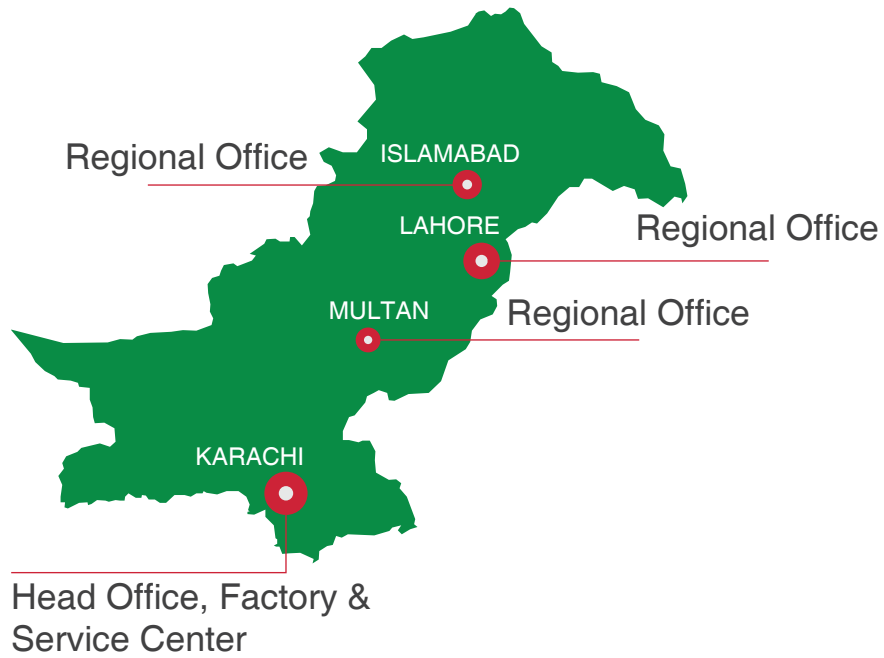 ISLAMABAD
Regional Office
LAHORE
Regional Office
MULTAN
Regional Office
KARACHI
Head Office, Factory &
Service Center